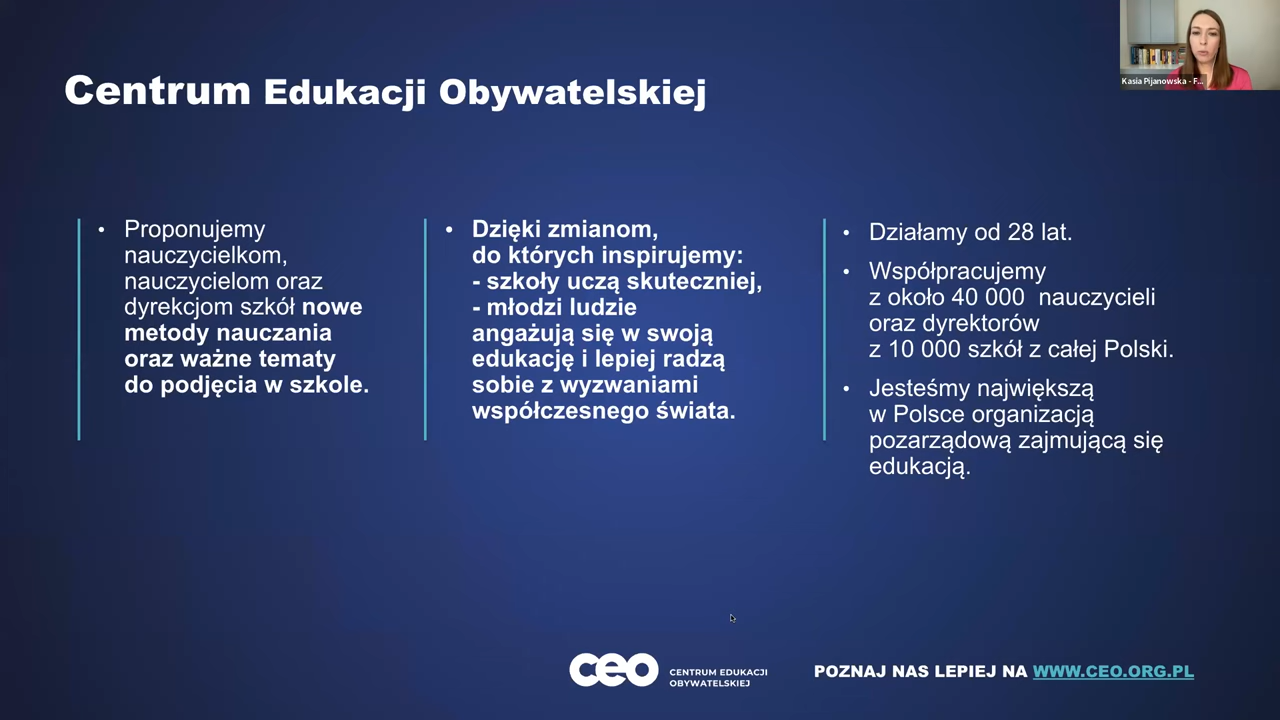 Centrum Edukacji Obywatelskiej
Kasia Pijanowska - F...
• Proponujemy
nauczycielkom,
nauczycielom oraz
dyrekcjom szkół nowe
metody nauczania
oraz ważne tematy
do podjęcia w szkole.
• Dzięki zmianom,
do których inspirujemy:
- szkoły uczą skuteczniej,
- młodzi ludzie
angażują się w swoją
edukację i lepiej radzą
sobie z wyzwaniami
współczesnego świata.
• Działamy od 28 lat.
• Współpracujemy
z około 40 000 nauczycieli
oraz dyrektorów
z 10 000 szkół z całej Polski.
• Jesteśmy największą
w Polsce organizacją
pozarządową zajmującą się
edukacją.
ceo
CENTRUM EDUKACJI
OBYWATELSKIEJ
POZNAJ NAS LEPIEJ NA WWW.CEO.ORG.PL